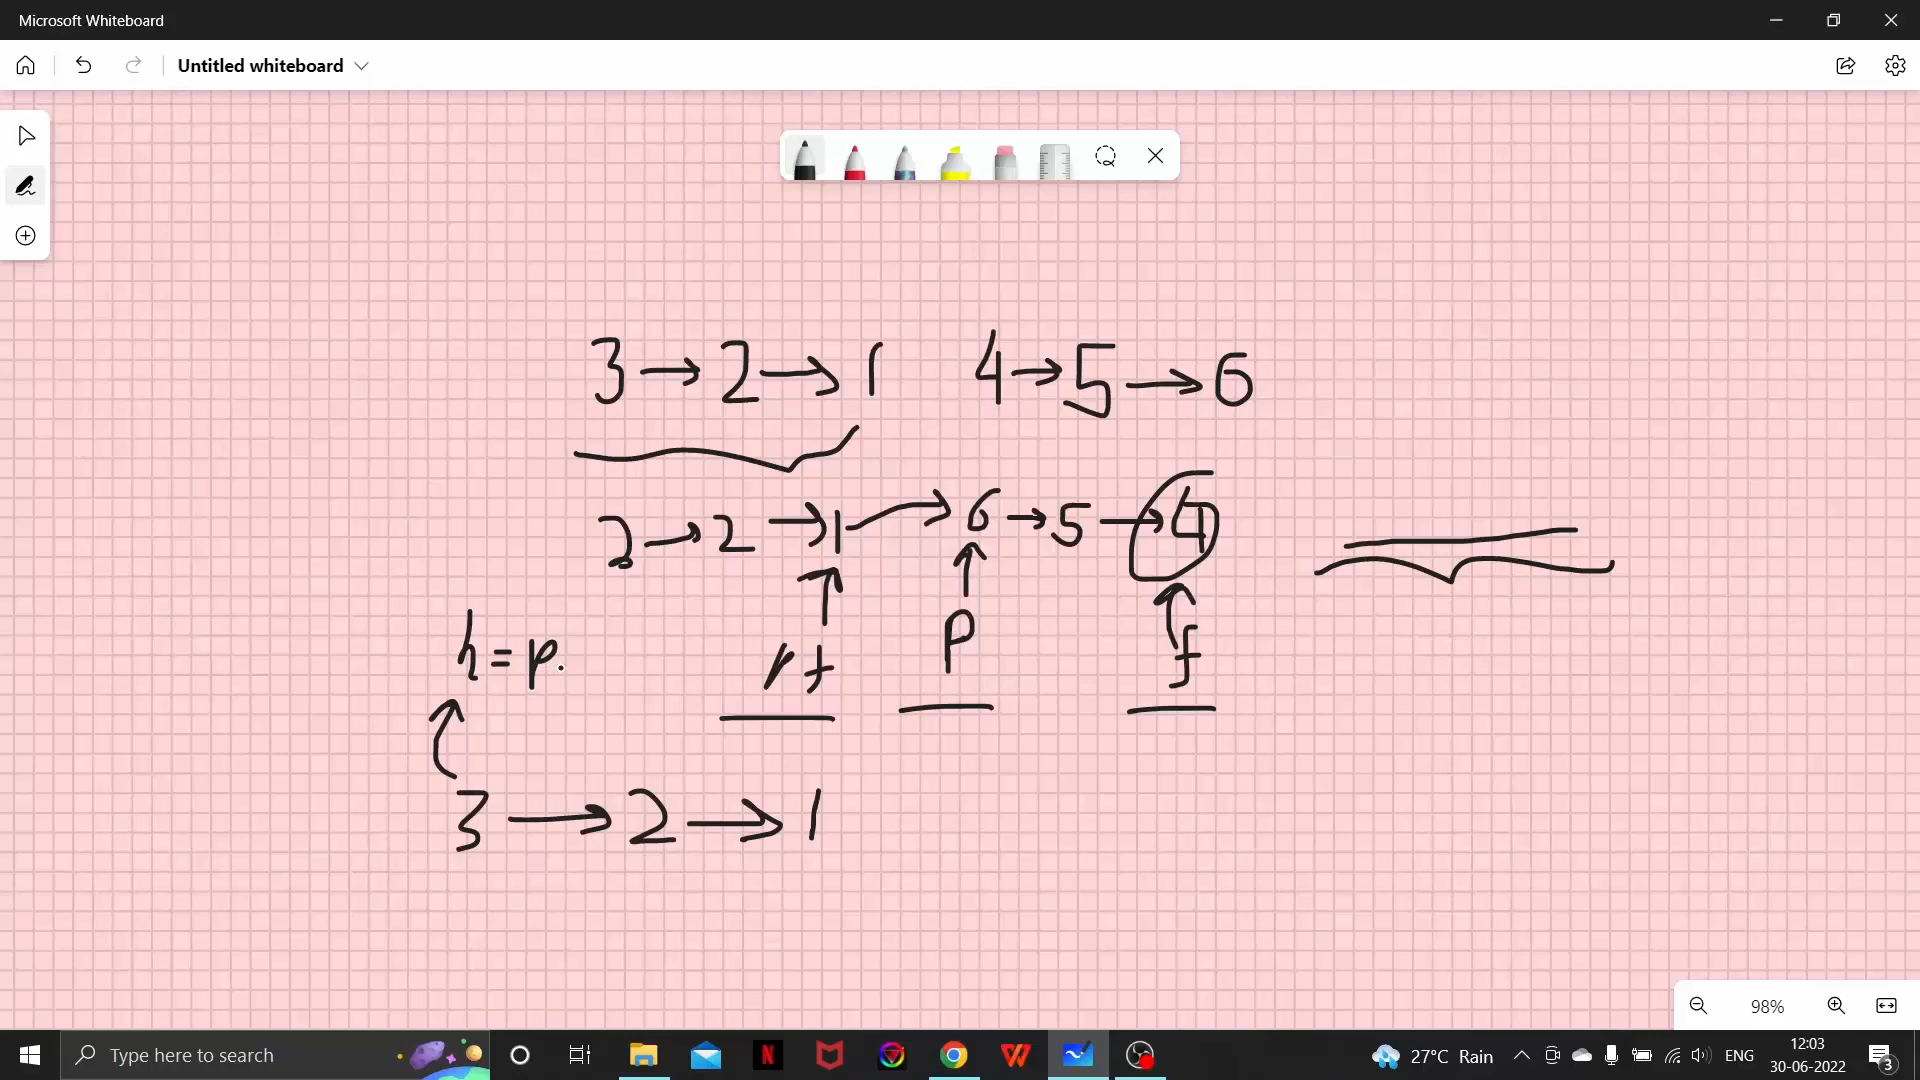 Microsoft Whiteboard
Untitled whiteboard
3 → 2 → 1 4 → 5 → 6
→ 2 → 1 → 6 → 5 → 4
h = p.
P
f
3 → 2 → 1
98%
Type here to search
27°C Rain
ENG
12:03
30-06-2022
3